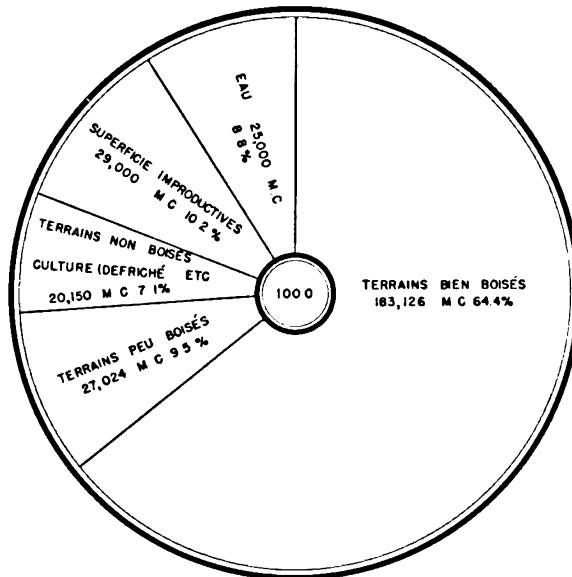 EAU 25,000 M.C
8 8%
SUPERFICIE IMPRODUCTIVES
29,000 M C 10 2%
TERRAINS NON BOISÉS
CULTURE (DEFRICHÉ ETC
20,150 M C 7 1%
TERRAINS PEU BOISÉS
27,024 M C 9 5 %
100 0
TERRAINS BIEN BOISÉS
183,126 M C 64.4%